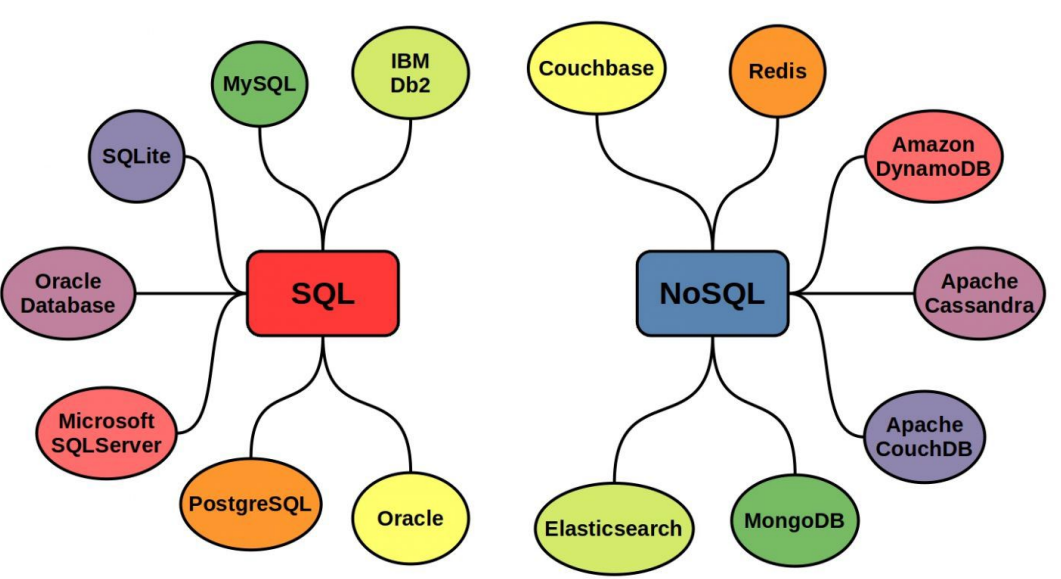 MySQL
IBM
Db2
SQLite
Oracle
Database
SQL
Microsoft
SQLServer
PostgreSQL
Oracle
Couchbase
Redis
Amazon
DynamoDB
NoSQL
Apache
Cassandra
Apache
CouchDB
Elasticsearch
MongoDB